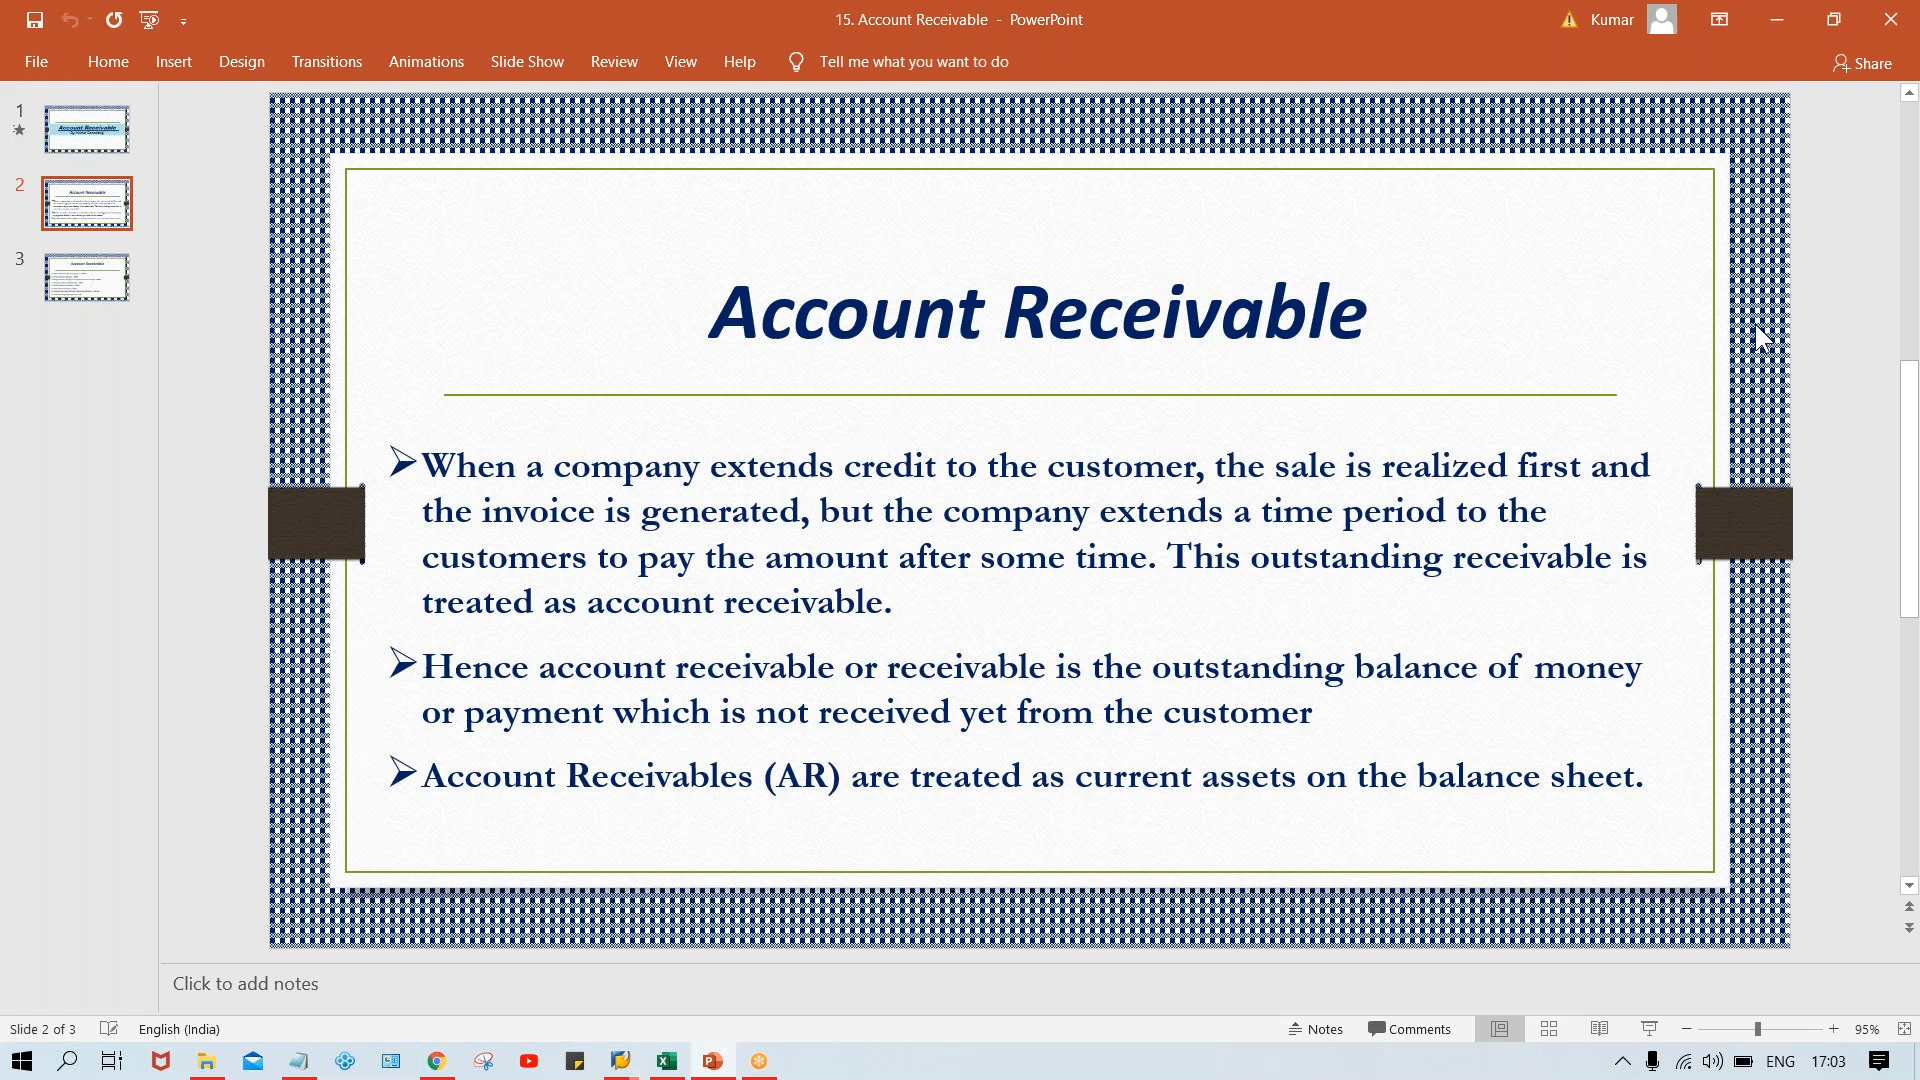 15. Account Receivable - PowerPoint
Kumar
File Home Insert Design Transitions Animations Slide Show Review View Help Tell me what you want to do
Share
1
Account Receivable
2
Account Receivable
3
Account Receivable
Account Receivable
When a company extends credit to the customer, the sale is realized first and
the invoice is generated, but the company extends a time period to the
customers to pay the amount after some time. This outstanding receivable is
treated as account receivable.
Hence account receivable or receivable is the outstanding balance of money
or payment which is not received yet from the customer
Account Receivables (AR) are treated as current assets on the balance sheet.
Click to add notes
Slide 2 of 3 English (India) Notes Comments 95%
ENG 17:03